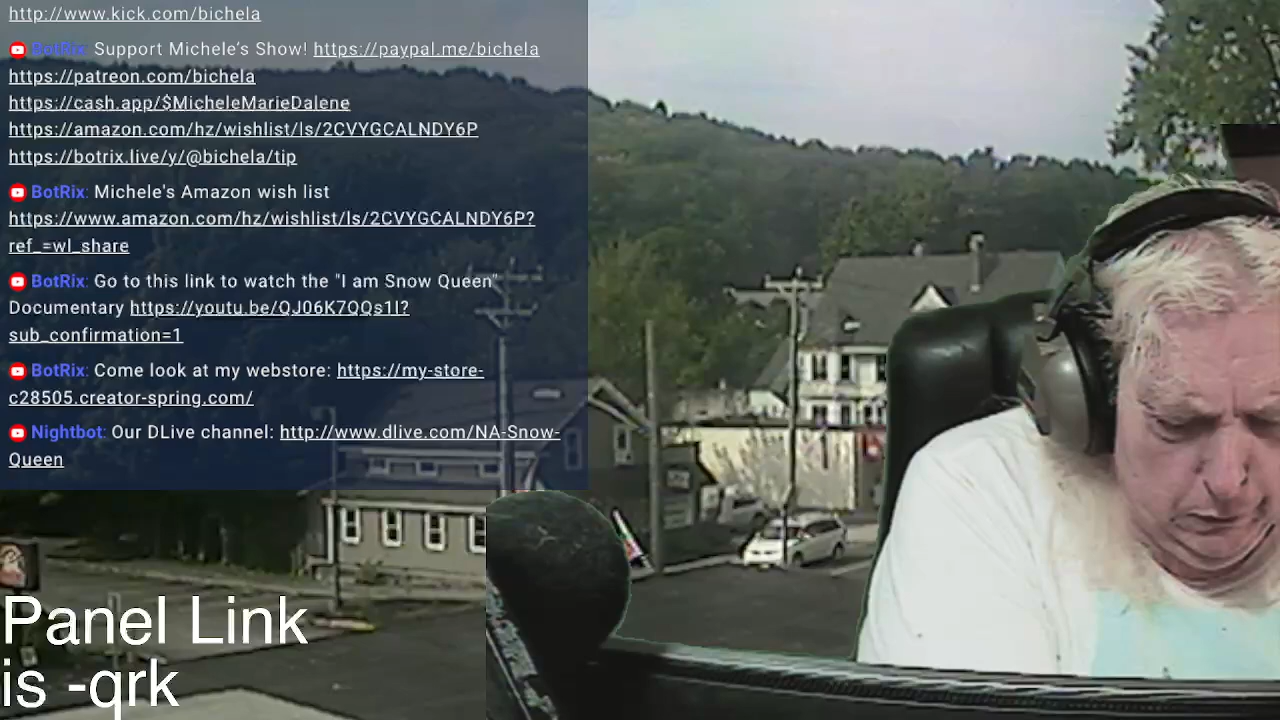 http://www.kick.com/bichela
BotRix: Support Michele's Show! https://paypal.me/bichela
https://patreon.com/bichela
https://cash.app/$MicheleMarieDalene
https://amazon.com/hz/wishlist/ls/2CVYGCALNDY6P
https://botrix.live/y/@bichela/tip
BotRix: Michele's Amazon wish list
https://www.amazon.com/hz/wishlist/ls/2CVYGCALNDY6P?
ref_=wl_share
BotRix: Go to this link to watch the "I am Snow Queen"
Documentary https://youtu.be/QJ06K7QQs1I?
sub_confirmation=1
BotRix: Come look at my webstore: https://my-store-
c28505.creator-spring.com/
Nightbot: Our DLive channel: http://www.dlive.com/NA-Snow-
Queen
Panel Link
is -qrk